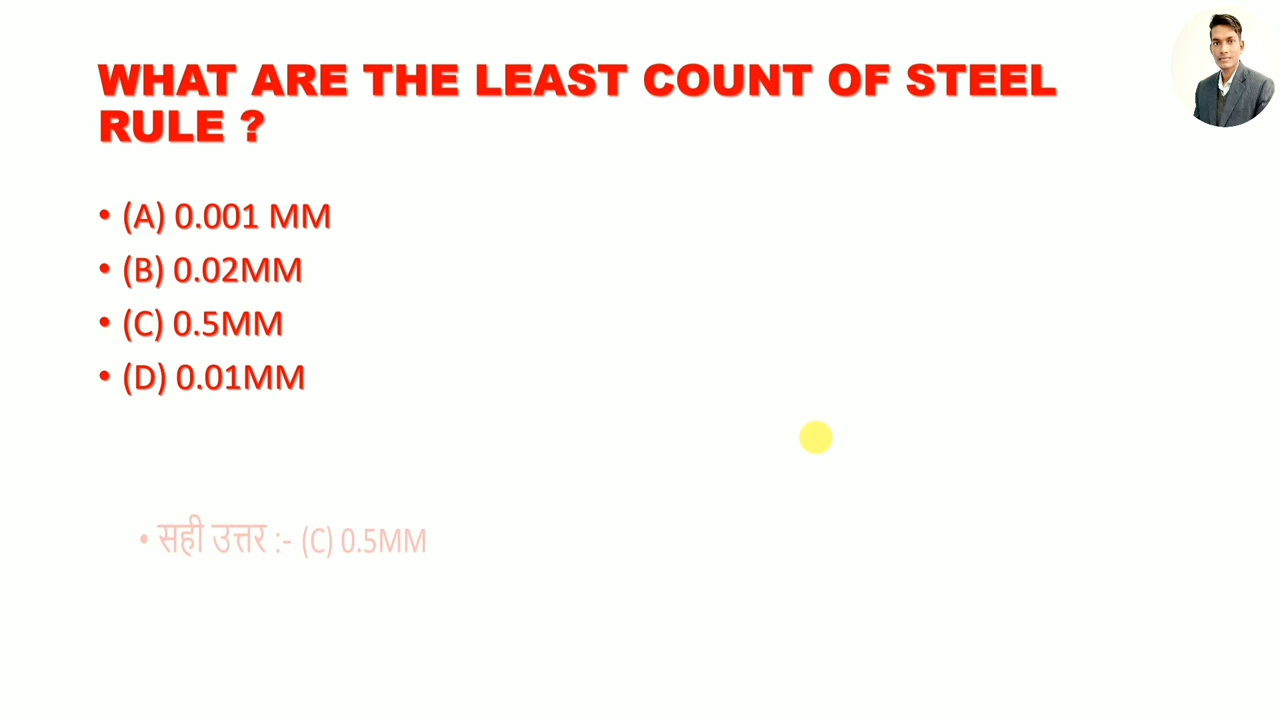 WHAT ARE THE LEAST COUNT OF STEEL
RULE ?
• (A) 0.001 MM
• (B) 0.02MM
• (C) 0.5MM
• (D) 0.01MM
• सही उत्तर :- (C) 0.5MM